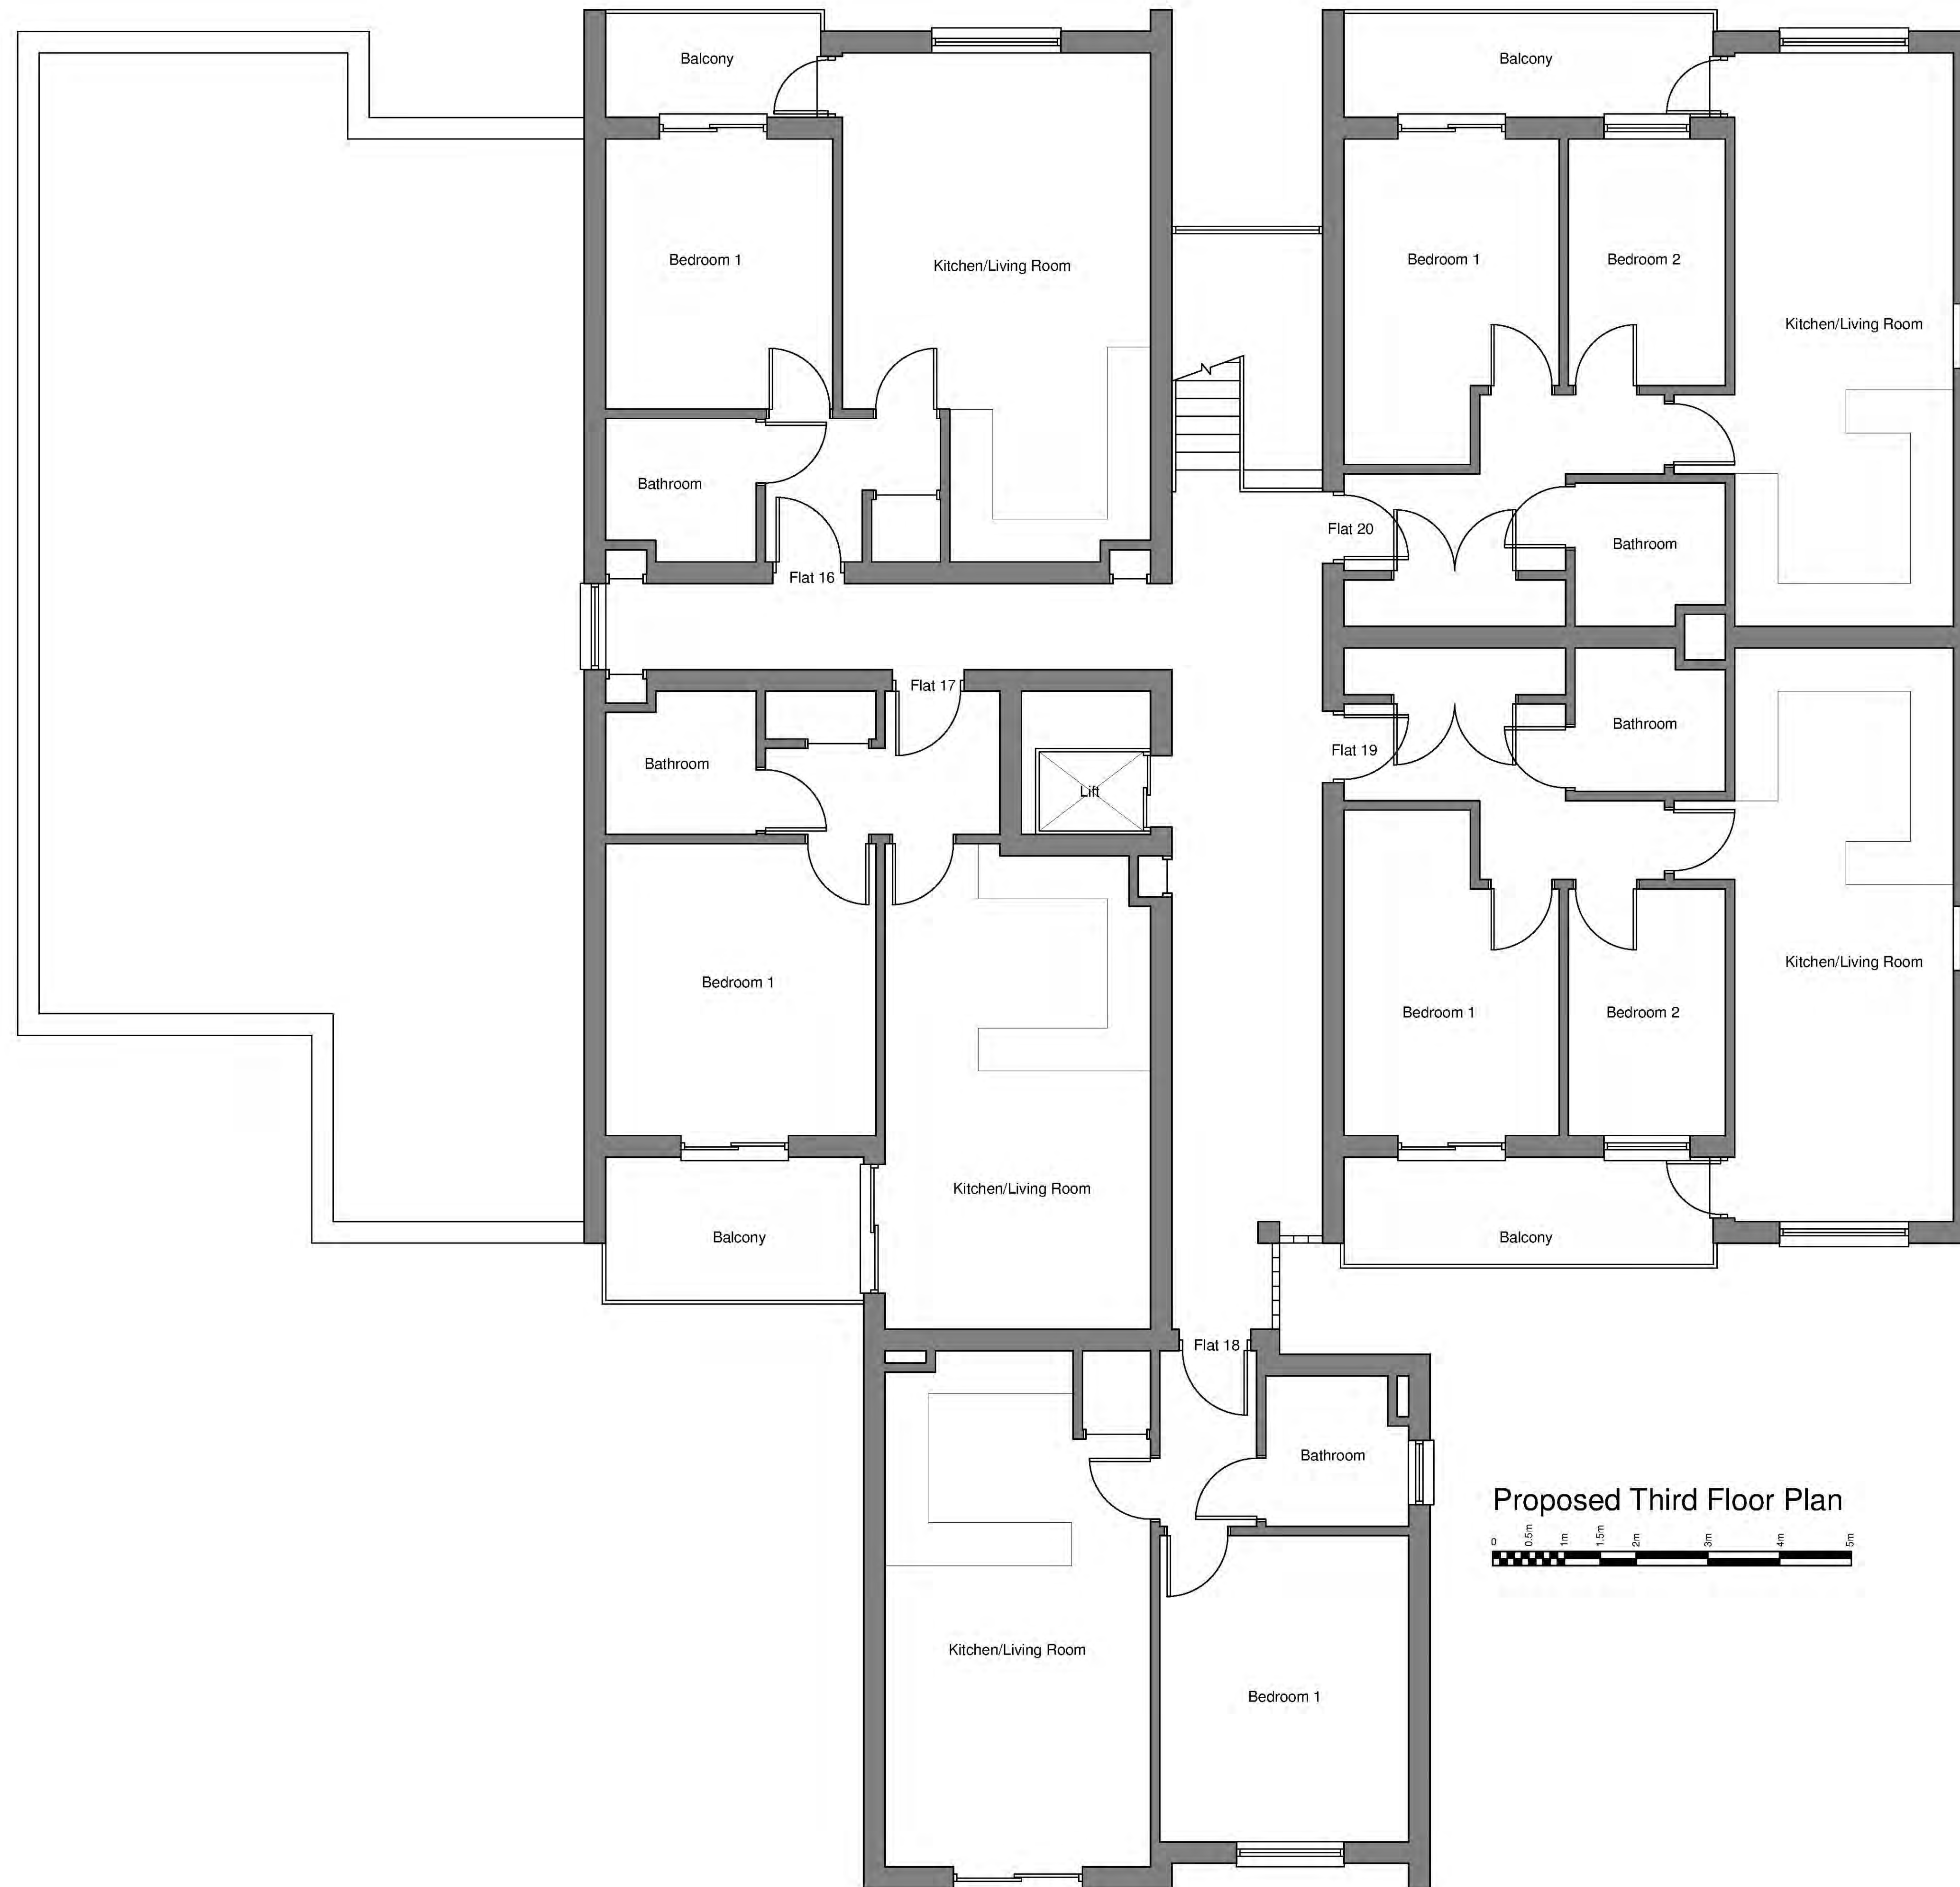 Balcony
Balcony
Bedroom 1
Kitchen/Living Room
Bedroom 1
Bedroom 2
Kitchen/Living Room
Bathroom
Flat 20
Bathroom
Flat 16
Flat 17
Bathroom
Lift
Flat 19
Bathroom
Bedroom 1
Kitchen/Living Room
Bedroom 1
Bedroom 2
Kitchen/Living Room
Balcony
Balcony
Flat 18
Bathroom
Proposed Third Floor Plan
0 0.5m 1m 1.5m 2m 3m 4m 5m
Kitchen/Living Room
Bedroom 1